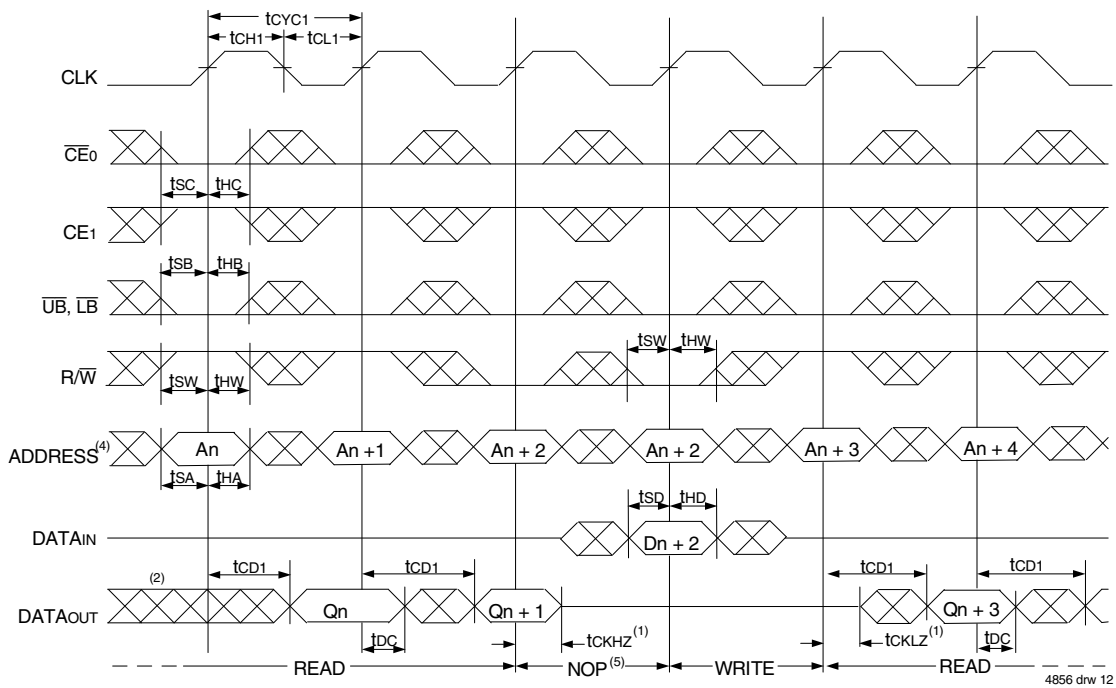 tCYC1
tCH1 tCL1
CLK
CE0
tSC tHC
CE1
tSB tHB
UB, LB
tSW tHW
R/W
tSW tHW
ADDRESS(4) An An +1 An + 2 An + 2 An + 3 An + 4
tSA tHA
tSD tHD
DATAIN Dn + 2
(2) tCD1 tCD1 tCD1 tCD1
DATAOUT Qn Qn + 1 Qn + 3
tDC tCKHZ(1) tCKLZ(1) tDC
READ NOP(5) WRITE READ
4856 drw 12